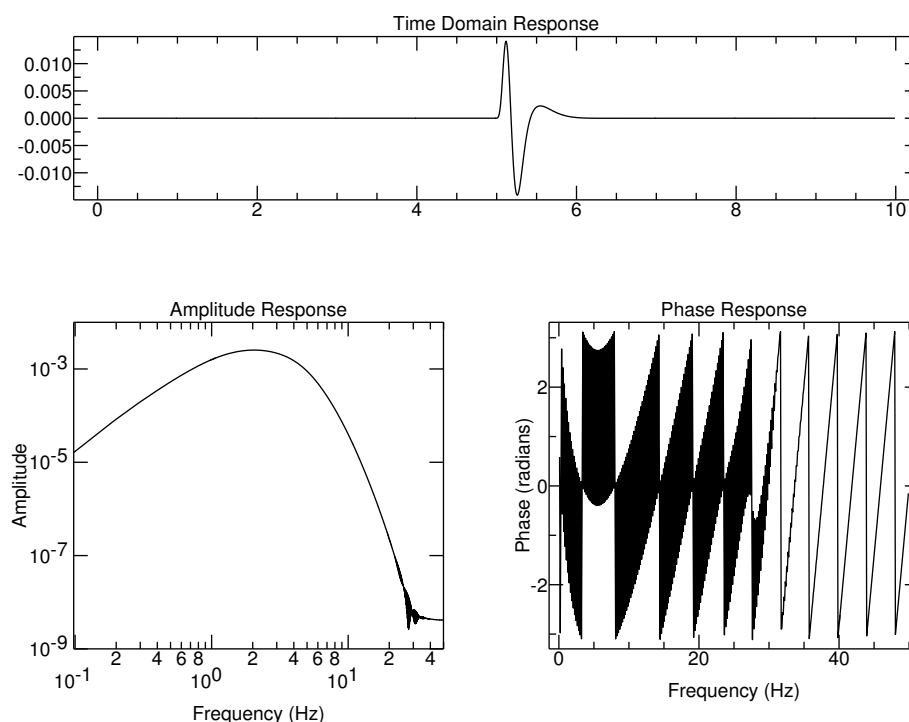 Time Domain Response
0.010
0.005
0.000
-0.005
-0.010
0 2 4 6 8 10
Amplitude Response
10-3
10-5
10-7
10-9
Amplitude
2 4 6 8 2 4 6 8 2 4
10-1 100 101
Frequency (Hz)
Phase Response
2
0
-2
Phase (radians)
0 20 40
Frequency (Hz)